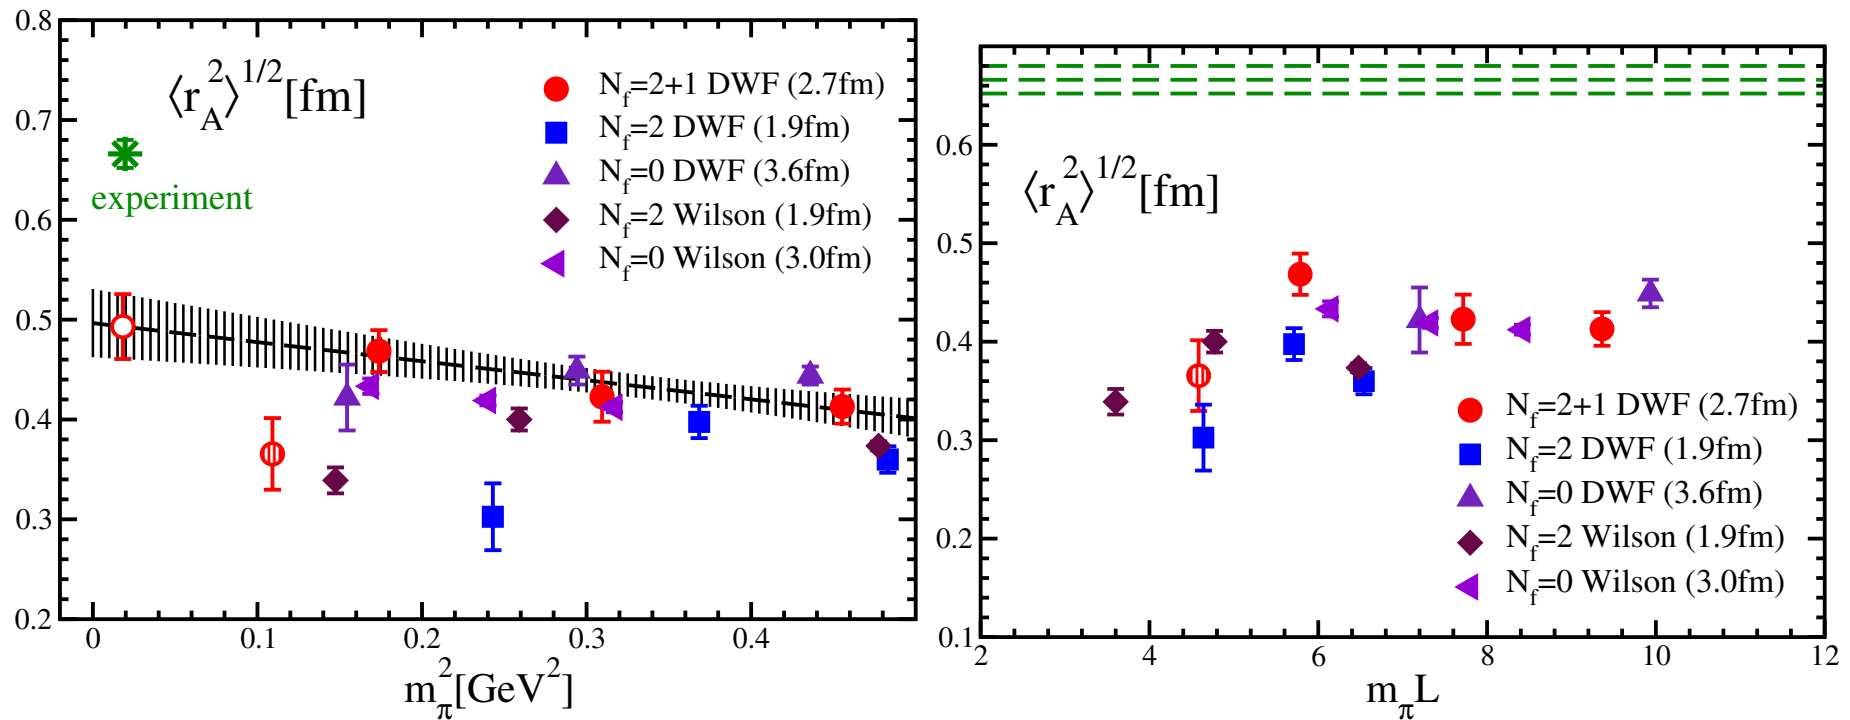 0.8
0.7
0.6
0.5
0.4
0.3
0.2
⟨r_A^2⟩^1/2[fm]
experiment
N_f=2+1 DWF (2.7fm)
N_f=2 DWF (1.9fm)
N_f=0 DWF (3.6fm)
N_f=2 Wilson (1.9fm)
N_f=0 Wilson (3.0fm)
0 0.1 0.2 0.3 0.4
m_π^2[GeV^2]
0.6
0.5
0.4
0.3
0.2
0.1
⟨r_A^2⟩^1/2[fm]
N_f=2+1 DWF (2.7fm)
N_f=2 DWF (1.9fm)
N_f=0 DWF (3.6fm)
N_f=2 Wilson (1.9fm)
N_f=0 Wilson (3.0fm)
2 4 6 8 10 12
m_πL